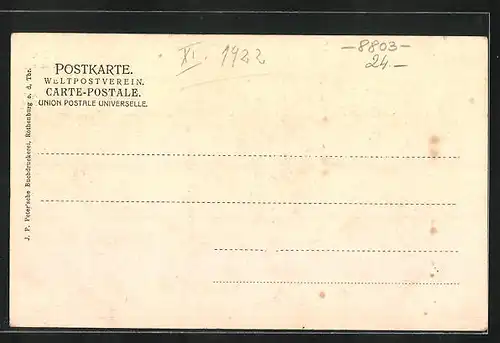 XI. 1922
–8803–
24.–
POSTKARTE.
WELTPOSTVEREIN.
CARTE-POSTALE.
UNION POSTALE UNIVERSELLE.
J. P. Peter'sche Buchdruckerei, Rothenburg o. d. Tbr.